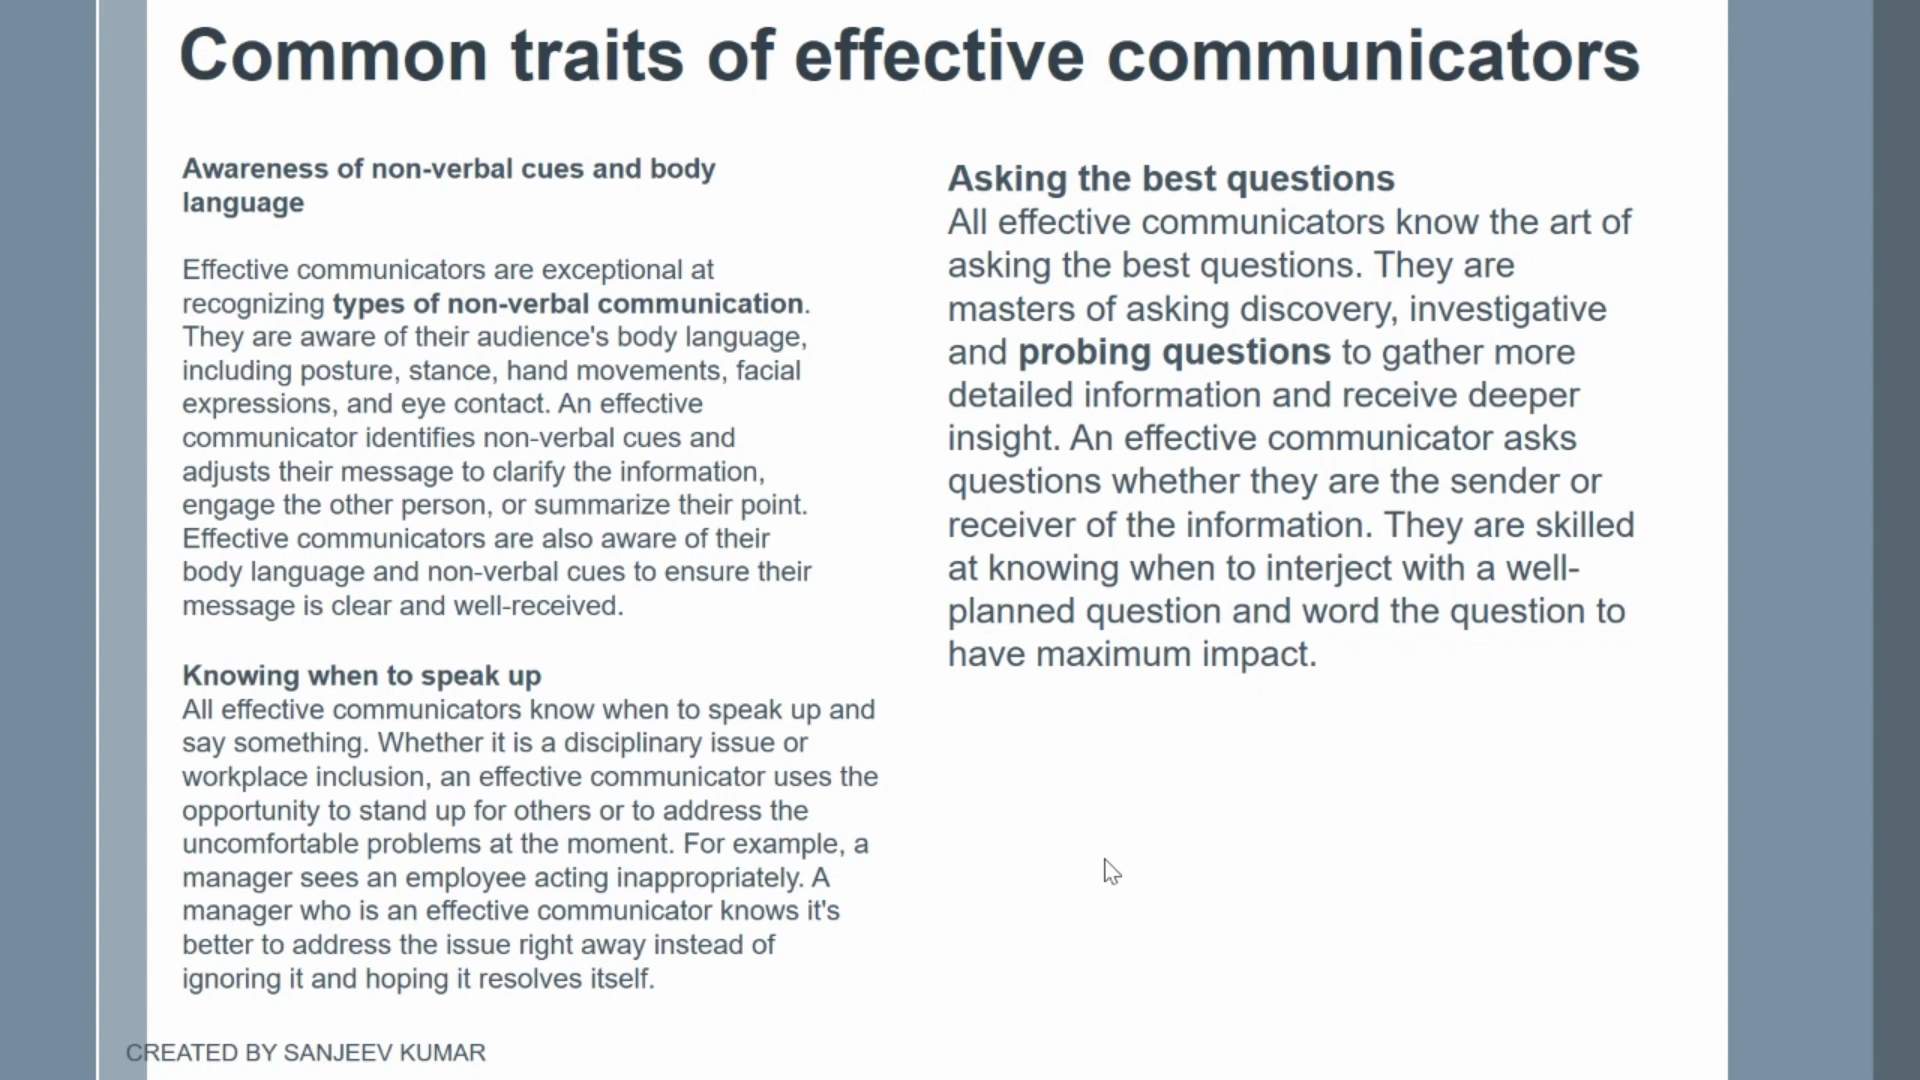 Common traits of effective communicators
Awareness of non-verbal cues and body
language
Effective communicators are exceptional at
recognizing types of non-verbal communication.
They are aware of their audience's body language,
including posture, stance, hand movements, facial
expressions, and eye contact. An effective
communicator identifies non-verbal cues and
adjusts their message to clarify the information,
engage the other person, or summarize their point.
Effective communicators are also aware of their
body language and non-verbal cues to ensure their
message is clear and well-received.
Knowing when to speak up
All effective communicators know when to speak up and
say something. Whether it is a disciplinary issue or
workplace inclusion, an effective communicator uses the
opportunity to stand up for others or to address the
uncomfortable problems at the moment. For example, a
manager sees an employee acting inappropriately. A
manager who is an effective communicator knows it's
better to address the issue right away instead of
ignoring it and hoping it resolves itself.
Asking the best questions
All effective communicators know the art of
asking the best questions. They are
masters of asking discovery, investigative
and probing questions to gather more
detailed information and receive deeper
insight. An effective communicator asks
questions whether they are the sender or
receiver of the information. They are skilled
at knowing when to interject with a well-
planned question and word the question to
have maximum impact.
CREATED BY SANJEEV KUMAR